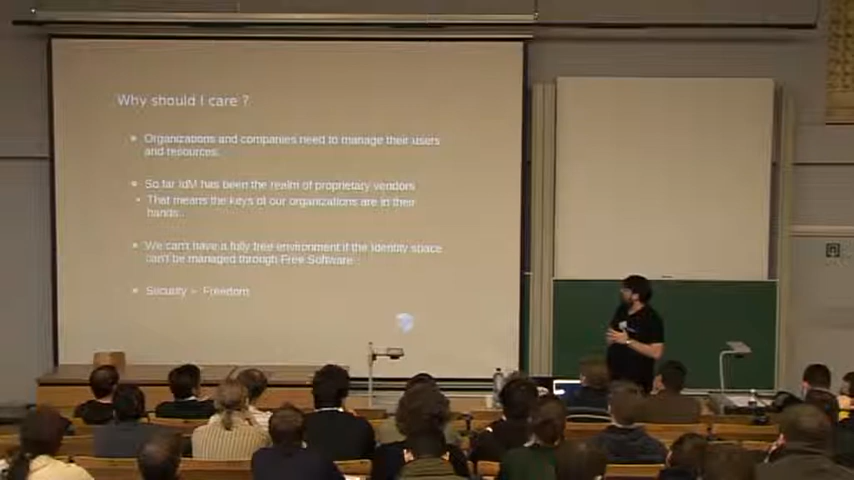 Why should I care ?
Organizations and companies need to manage their users
and resources.
So far IdM has been the realm of proprietary vendors
That means the keys of our organizations are in their
hands.
We can't have a fully free environment if the Identity space
can't be managed through Free Software
Security Freedom